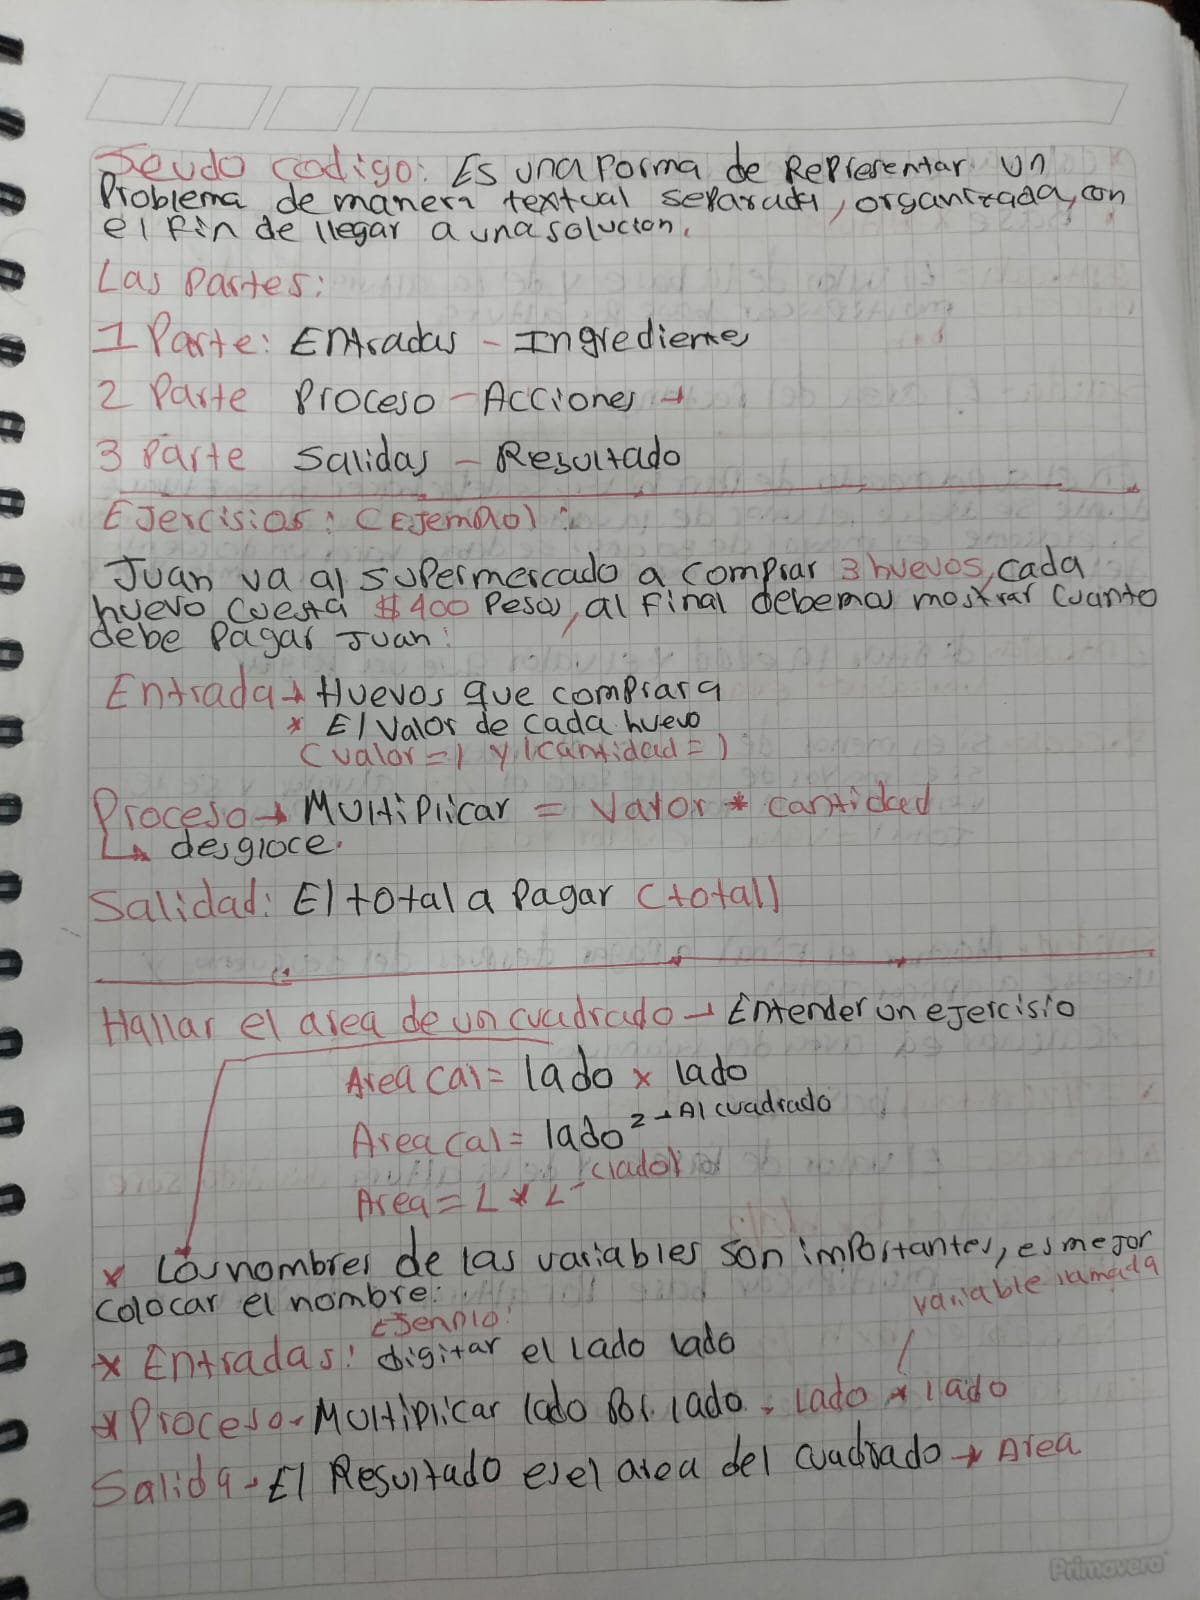 Seudo codigo: Es una forma de Representar un
Problema de manera textual separada, organizada, con
el fin de llegar a una solucion.
Las partes:
1 Parte: Entradas - Ingrediente
2 Parte Proceso - Acciones →
3 Parte Salidas - Resultado
Ejercisios: (Ejemplo):
Juan va al supermercado a comprar 3 huevos, cada
huevo cuesta $400 Pesos, al final debemos mostrar cuanto
debe Pagar Juan:
Entrada → Huevos que comprara
* El valor de cada huevo
(valor=) y (cantidad=)
Proceso → Multiplicar = Valor * cantidad
↳ desgloce.
Salidad: El total a Pagar (total)
Hallar el area de un cuadrado → Entender un ejercisio
Area Cal = lado x lado
Area Cal = lado² → Al cuadrado
Area = L * L - (lado)
* Los nombres de las variables son importantes, es mejor
colocar el nombre:
variable llamada
Ejenplo:
* Entradas: digitar el lado lado
* Proceso → Multiplicar lado por lado. lado * lado
Salida → El Resultado es el area del cuadrado → Area
Primavera